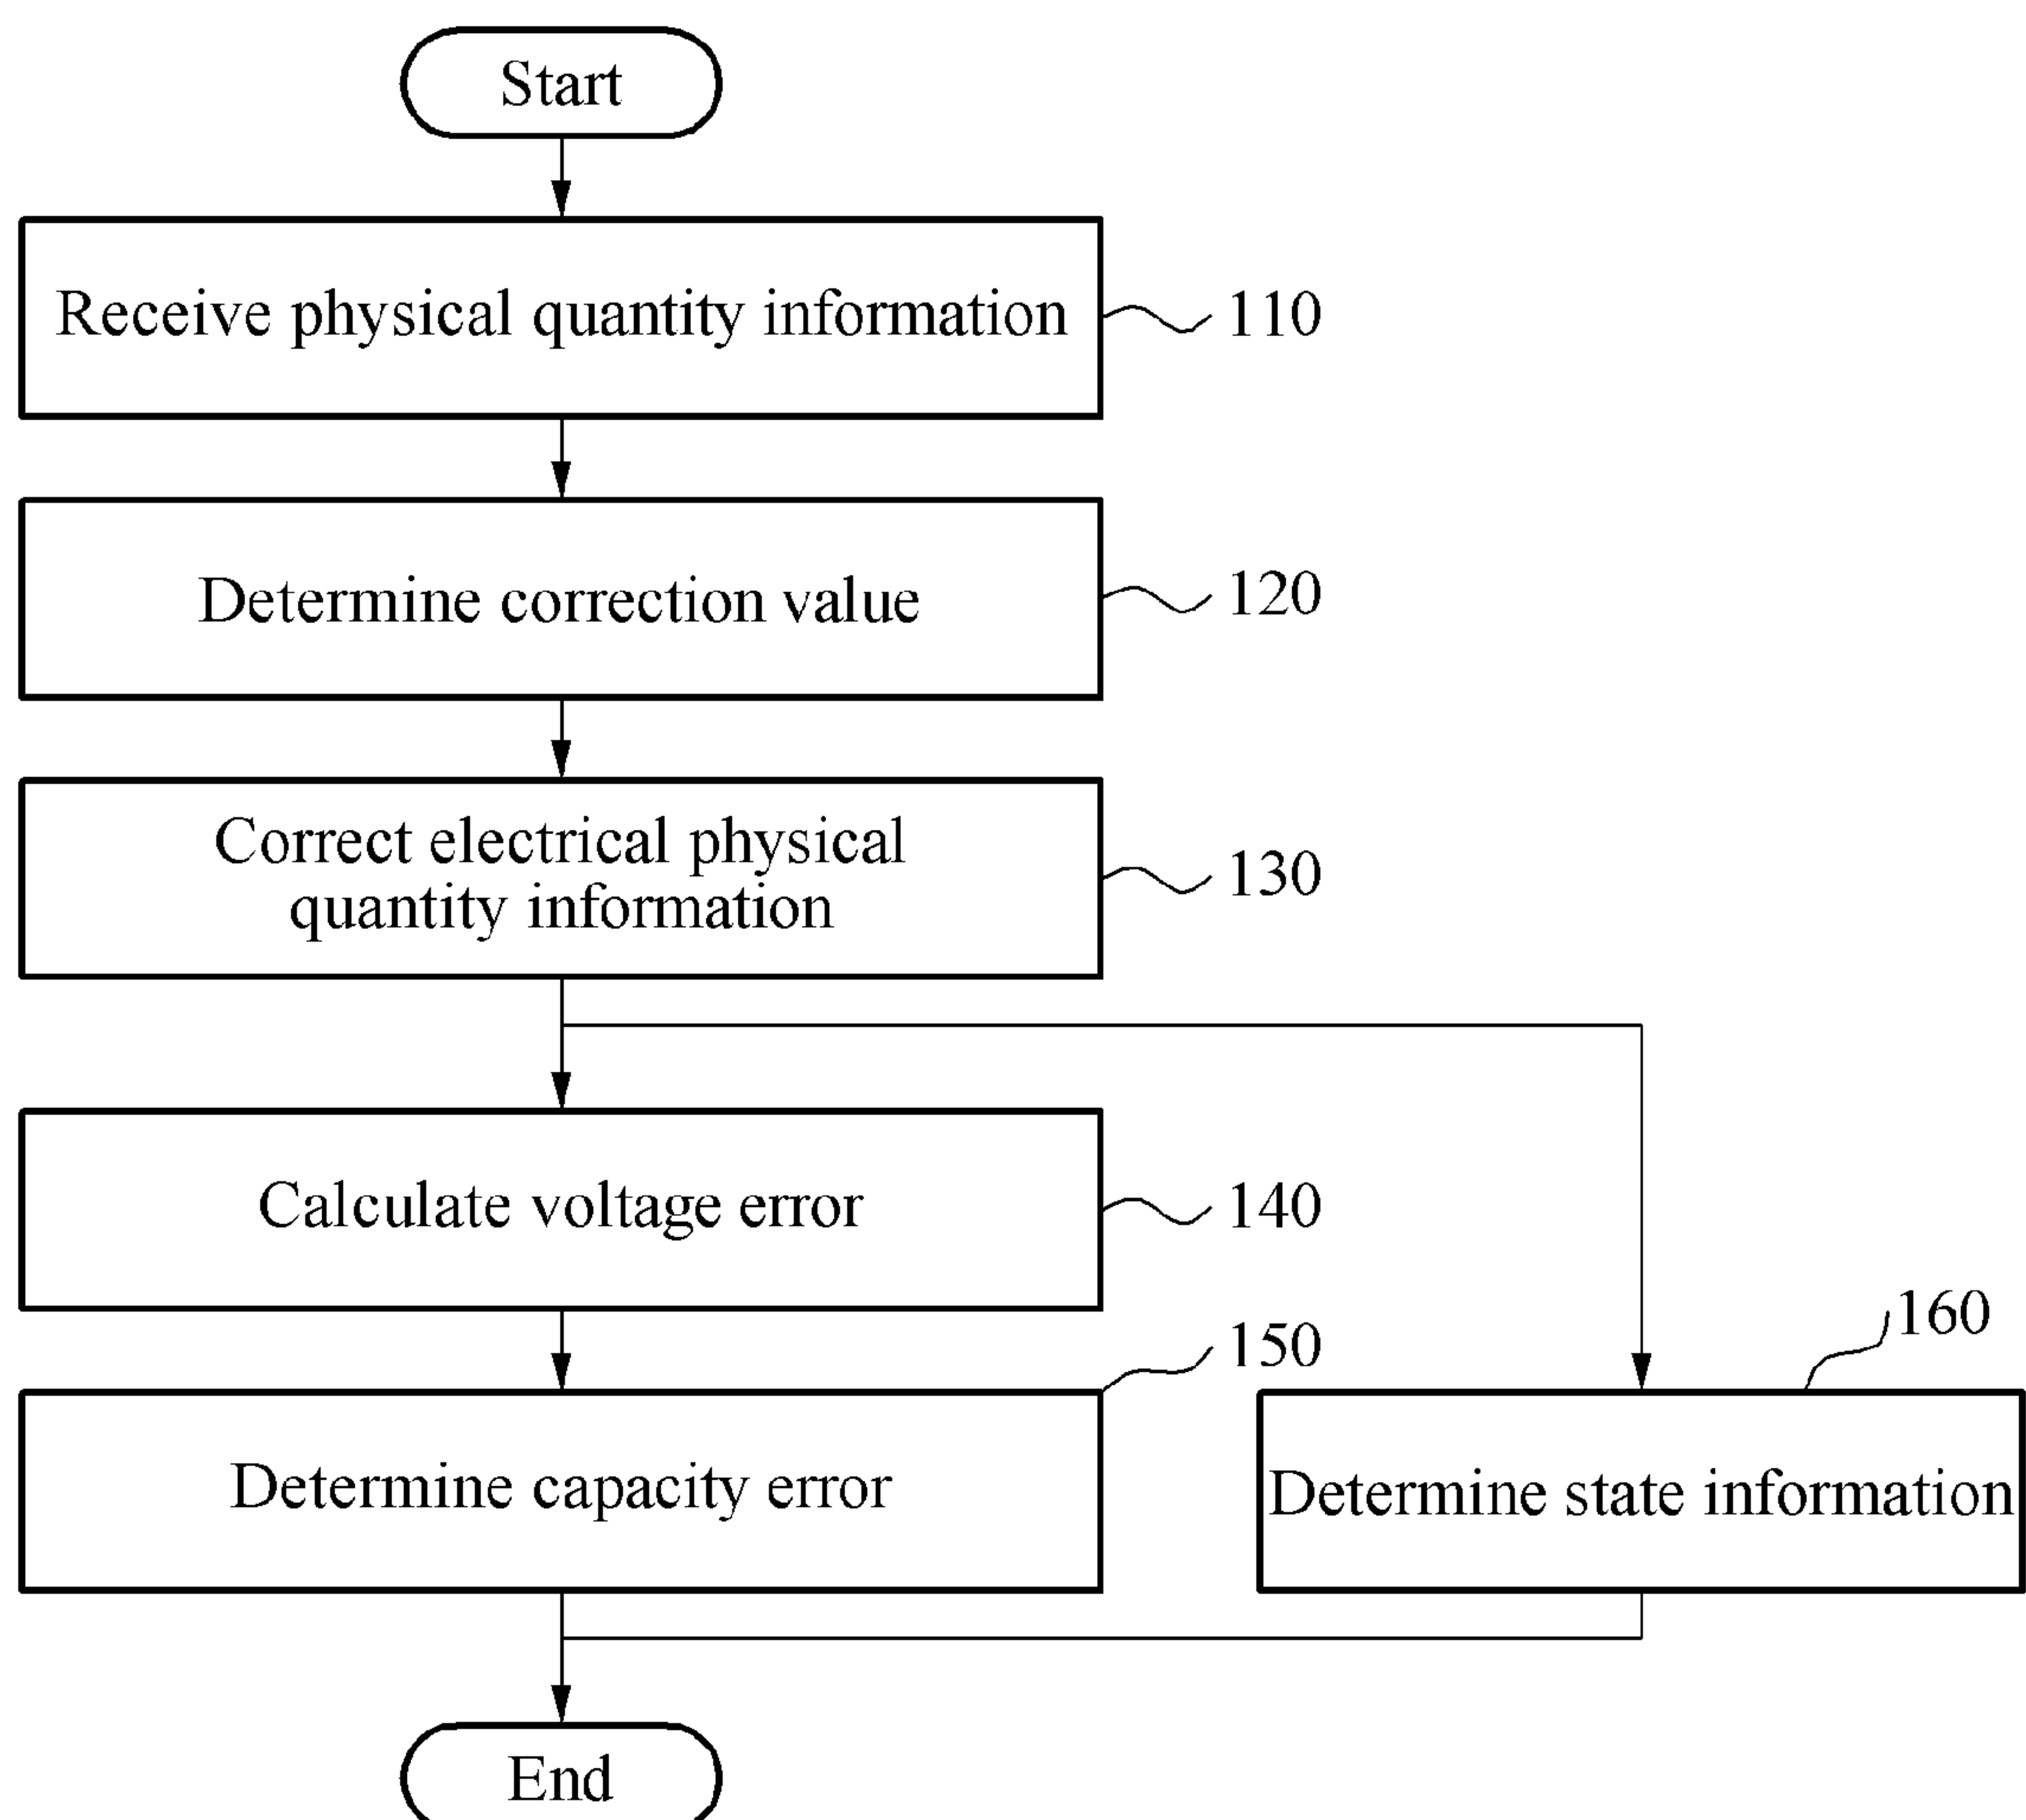 Start
Receive physical quantity information
110
Determine correction value
120
Correct electrical physical
quantity information
130
Calculate voltage error
140
150
160
Determine capacity error
Determine state information
End